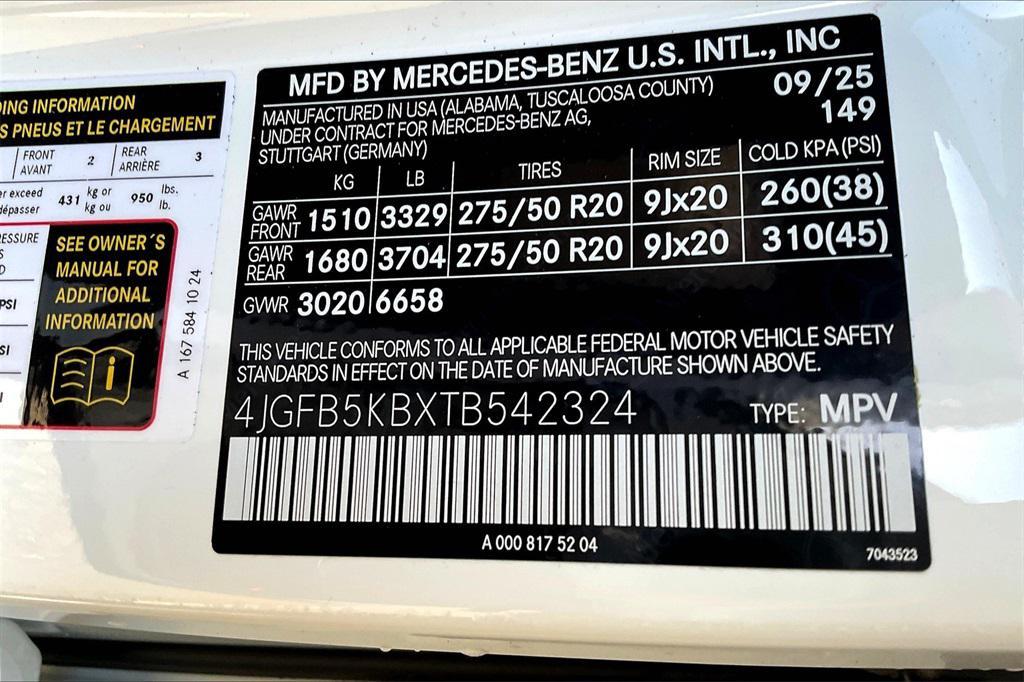 DING INFORMATION
S PNEUS ET LE CHARGEMENT
FRONT
AVANT
2
REAR
ARRIÈRE
3
exceed
431 kg or
kg ou
950 lbs.
lb.
SEE OWNER´S
MANUAL FOR
ADDITIONAL
INFORMATION
PSI
A 167 584 10 24
MFD BY MERCEDES-BENZ U.S. INTL., INC
MANUFACTURED IN USA (ALABAMA, TUSCALOOSA COUNTY) 09/25
UNDER CONTRACT FOR MERCEDES-BENZ AG, 149
STUTTGART (GERMANY)
KG LB TIRES RIM SIZE COLD KPA (PSI)
GAWR
FRONT 1510 3329 275/50 R20 9Jx20 260(38)
GAWR
REAR 1680 3704 275/50 R20 9Jx20 310(45)
GVWR 3020 6658
THIS VEHICLE CONFORMS TO ALL APPLICABLE FEDERAL MOTOR VEHICLE SAFETY
STANDARDS IN EFFECT ON THE DATE OF MANUFACTURE SHOWN ABOVE.
4JGFB5KBXTB542324 TYPE: MPV
A 000 817 52 04
7043523